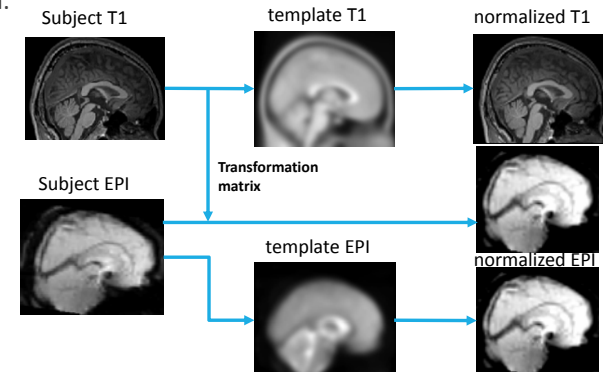 Subject T1
template T1
normalized T1
Transformation
matrix
Subject EPI
template EPI
normalized EPI